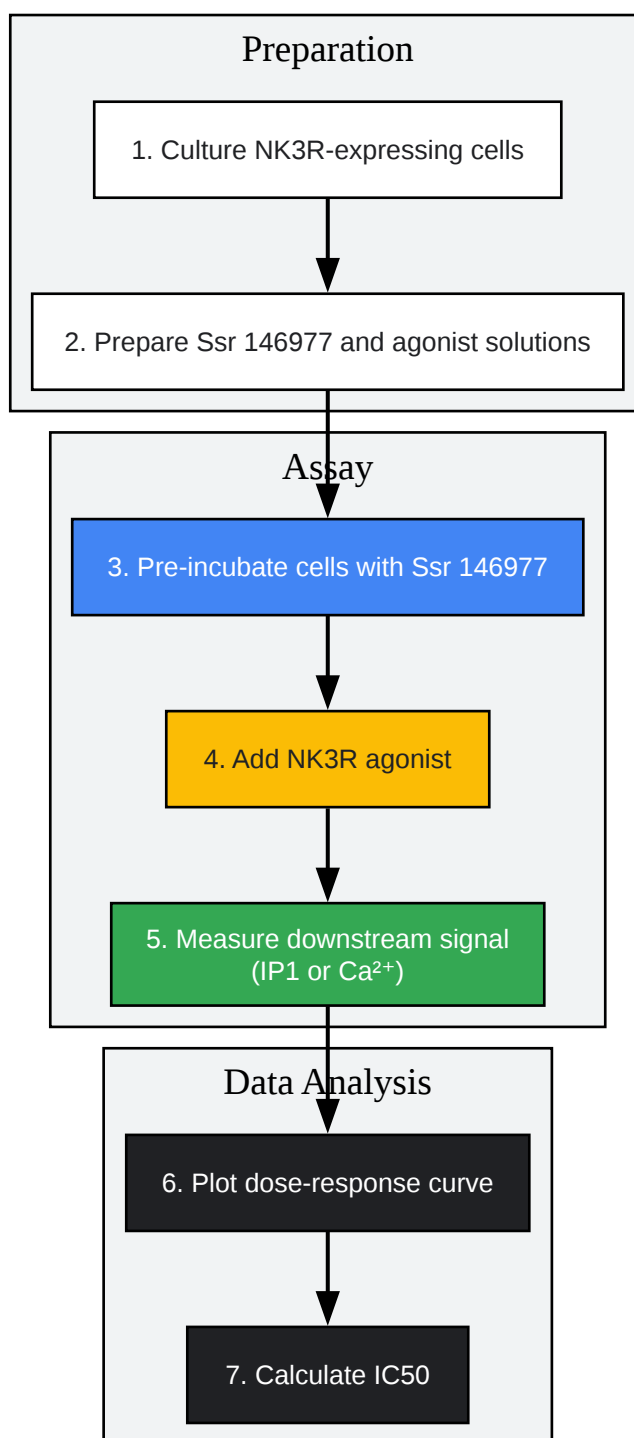 Preparation
1. Culture NK3R-expressing cells
2. Prepare Ssr 146977 and agonist solutions
Assay
3. Pre-incubate cells with Ssr 146977
4. Add NK3R agonist
5. Measure downstream signal
(IP1 or Ca²⁺)
Data Analysis
6. Plot dose-response curve
7. Calculate IC50